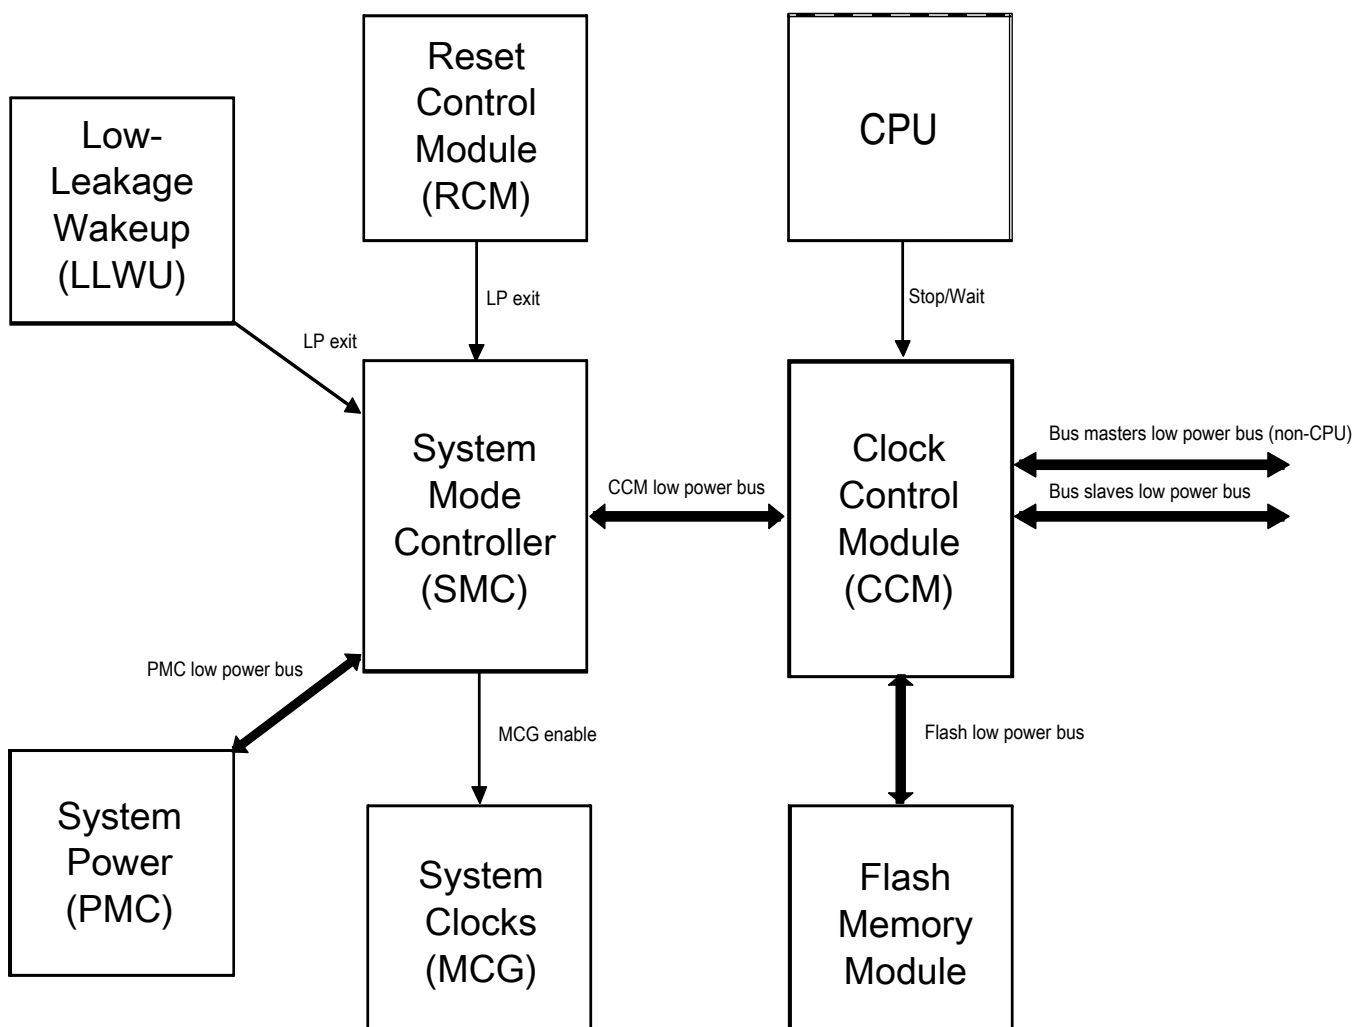 Reset
Control
Module
(RCM)
CPU
Low-
Leakage
Wakeup
(LLWU)
LP exit
Stop/Wait
LP exit
System
Mode
Controller
(SMC)
CCM low power bus
Clock
Control
Module
(CCM)
Bus masters low power bus (non-CPU)
Bus slaves low power bus
PMC low power bus
MCG enable
Flash low power bus
System
Power
(PMC)
System
Clocks
(MCG)
Flash
Memory
Module